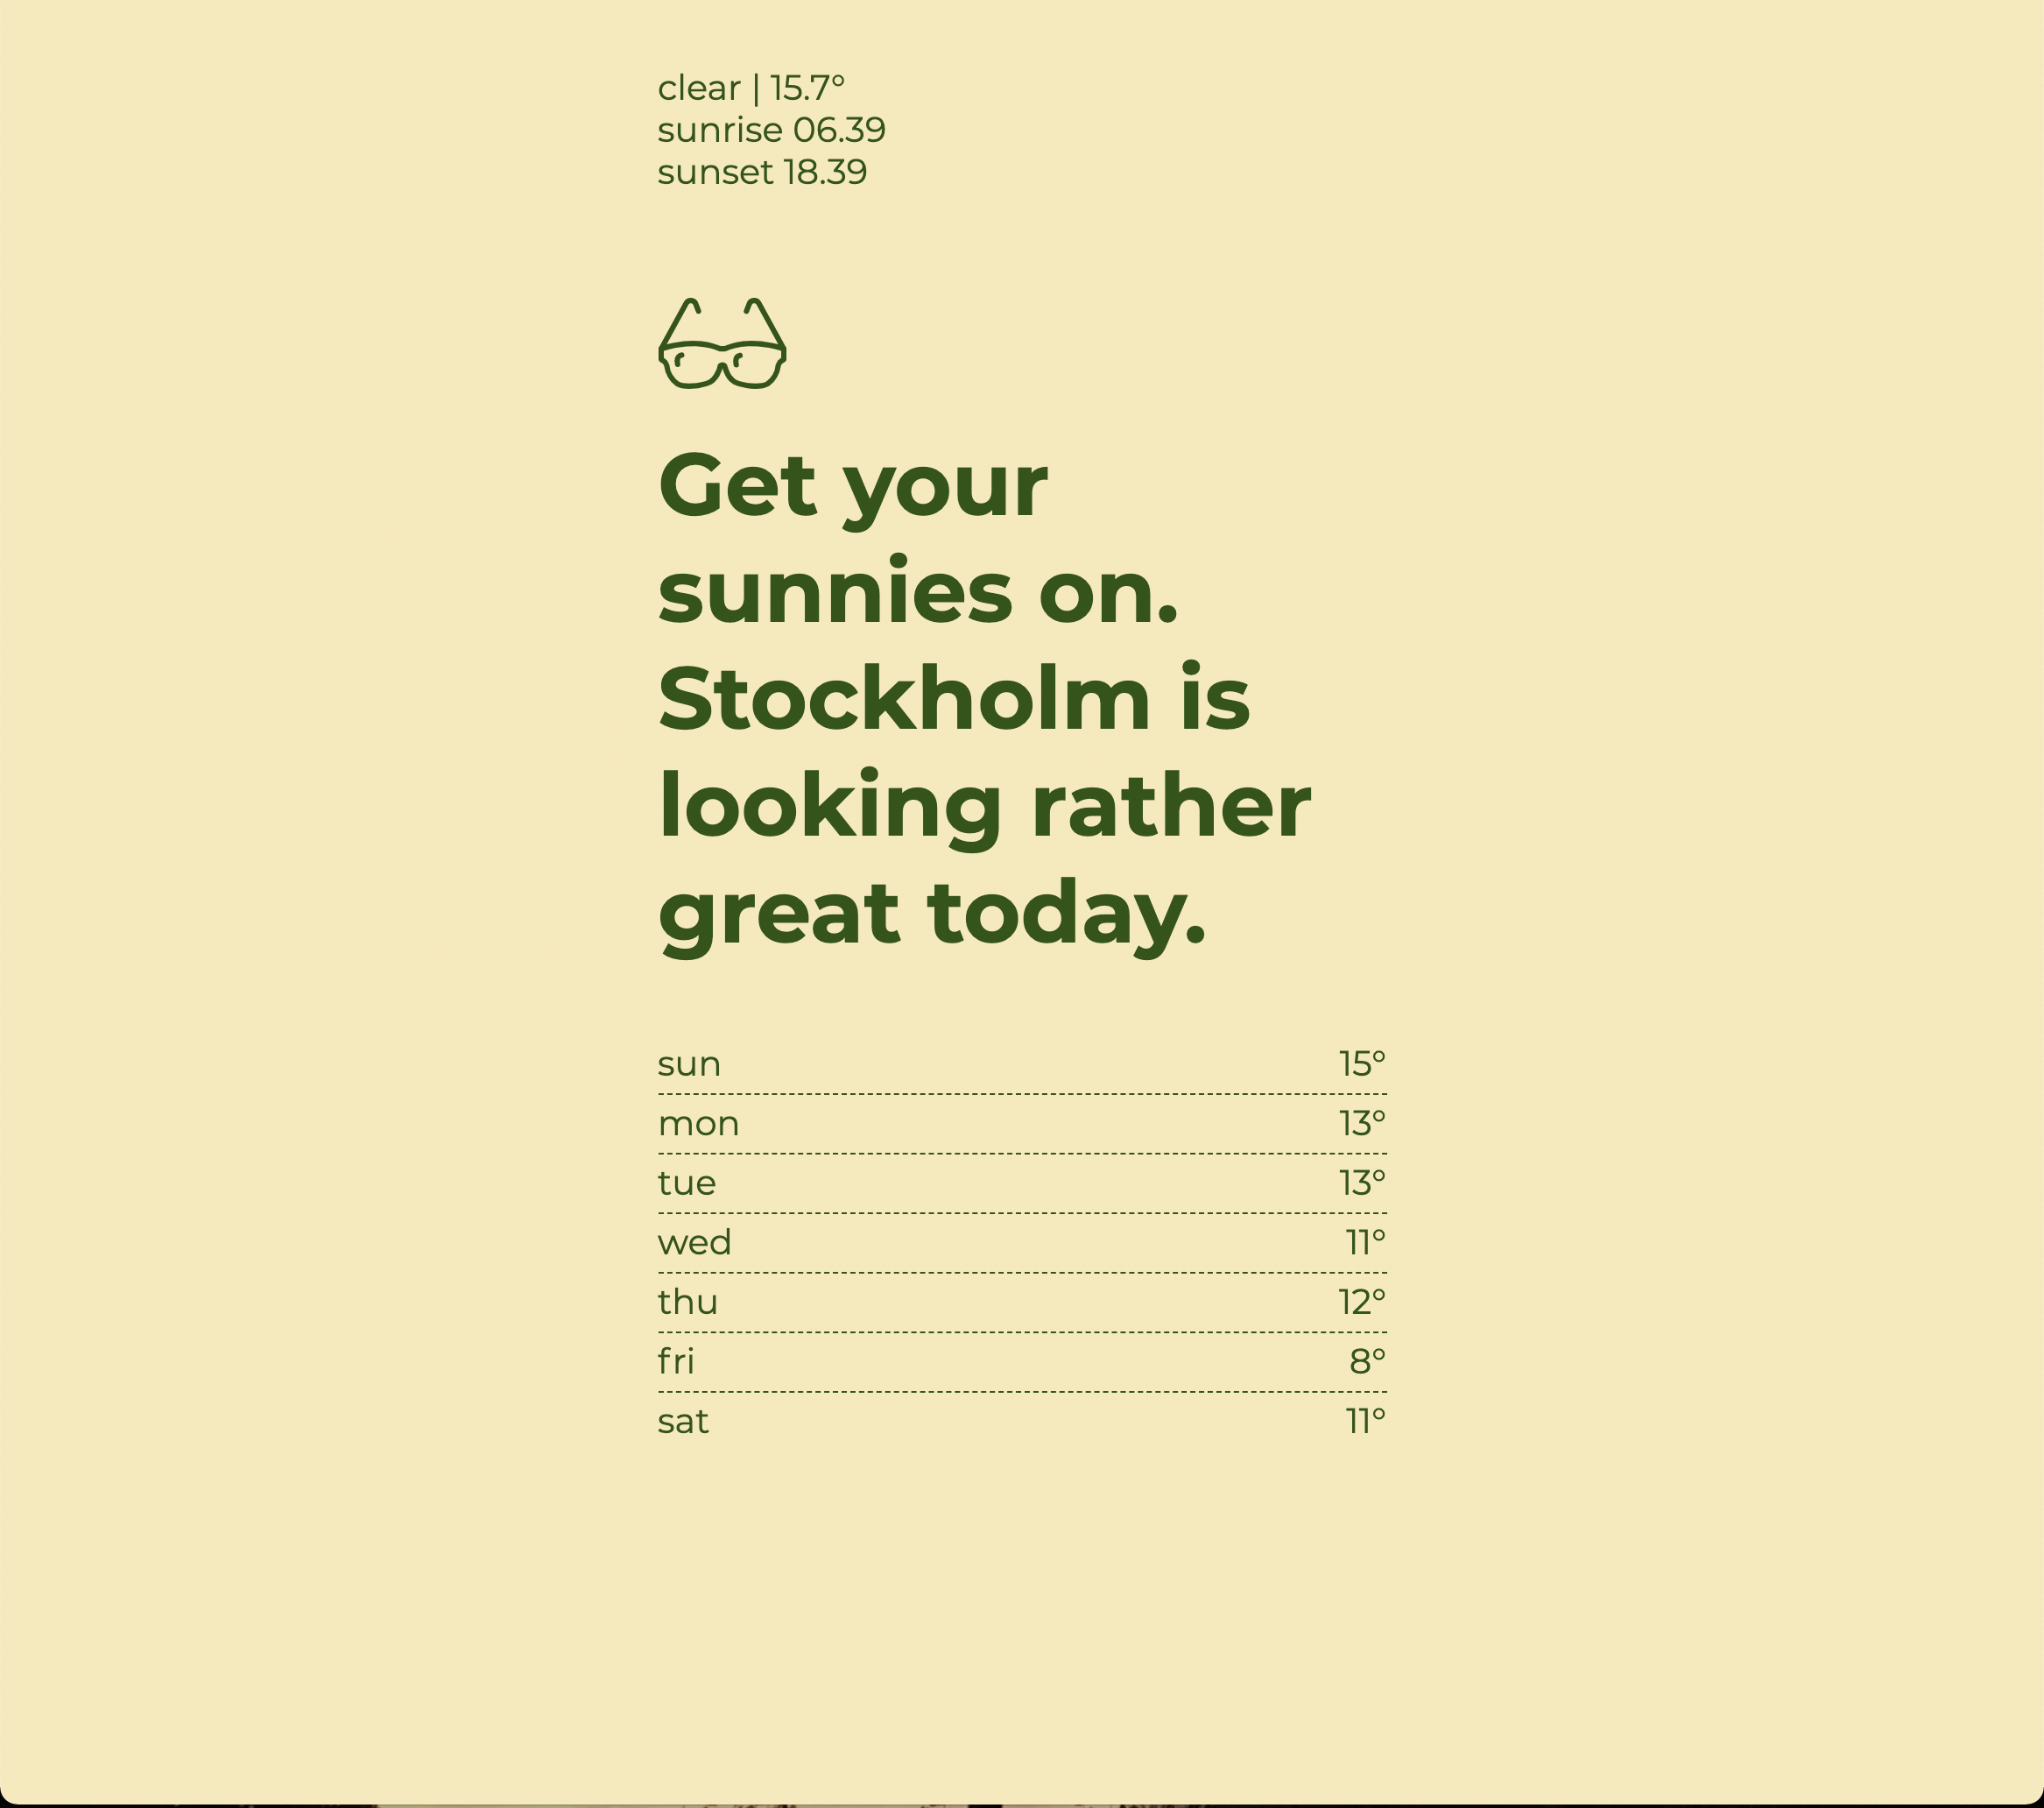 clear | 15.7°
sunrise 06.39
sunset 18.39
Get your
sunnies on.
Stockholm is
looking rather
great today.
sun 15°
mon 13°
tue 13°
wed 11°
thu 12°
fri 8°
sat 11°